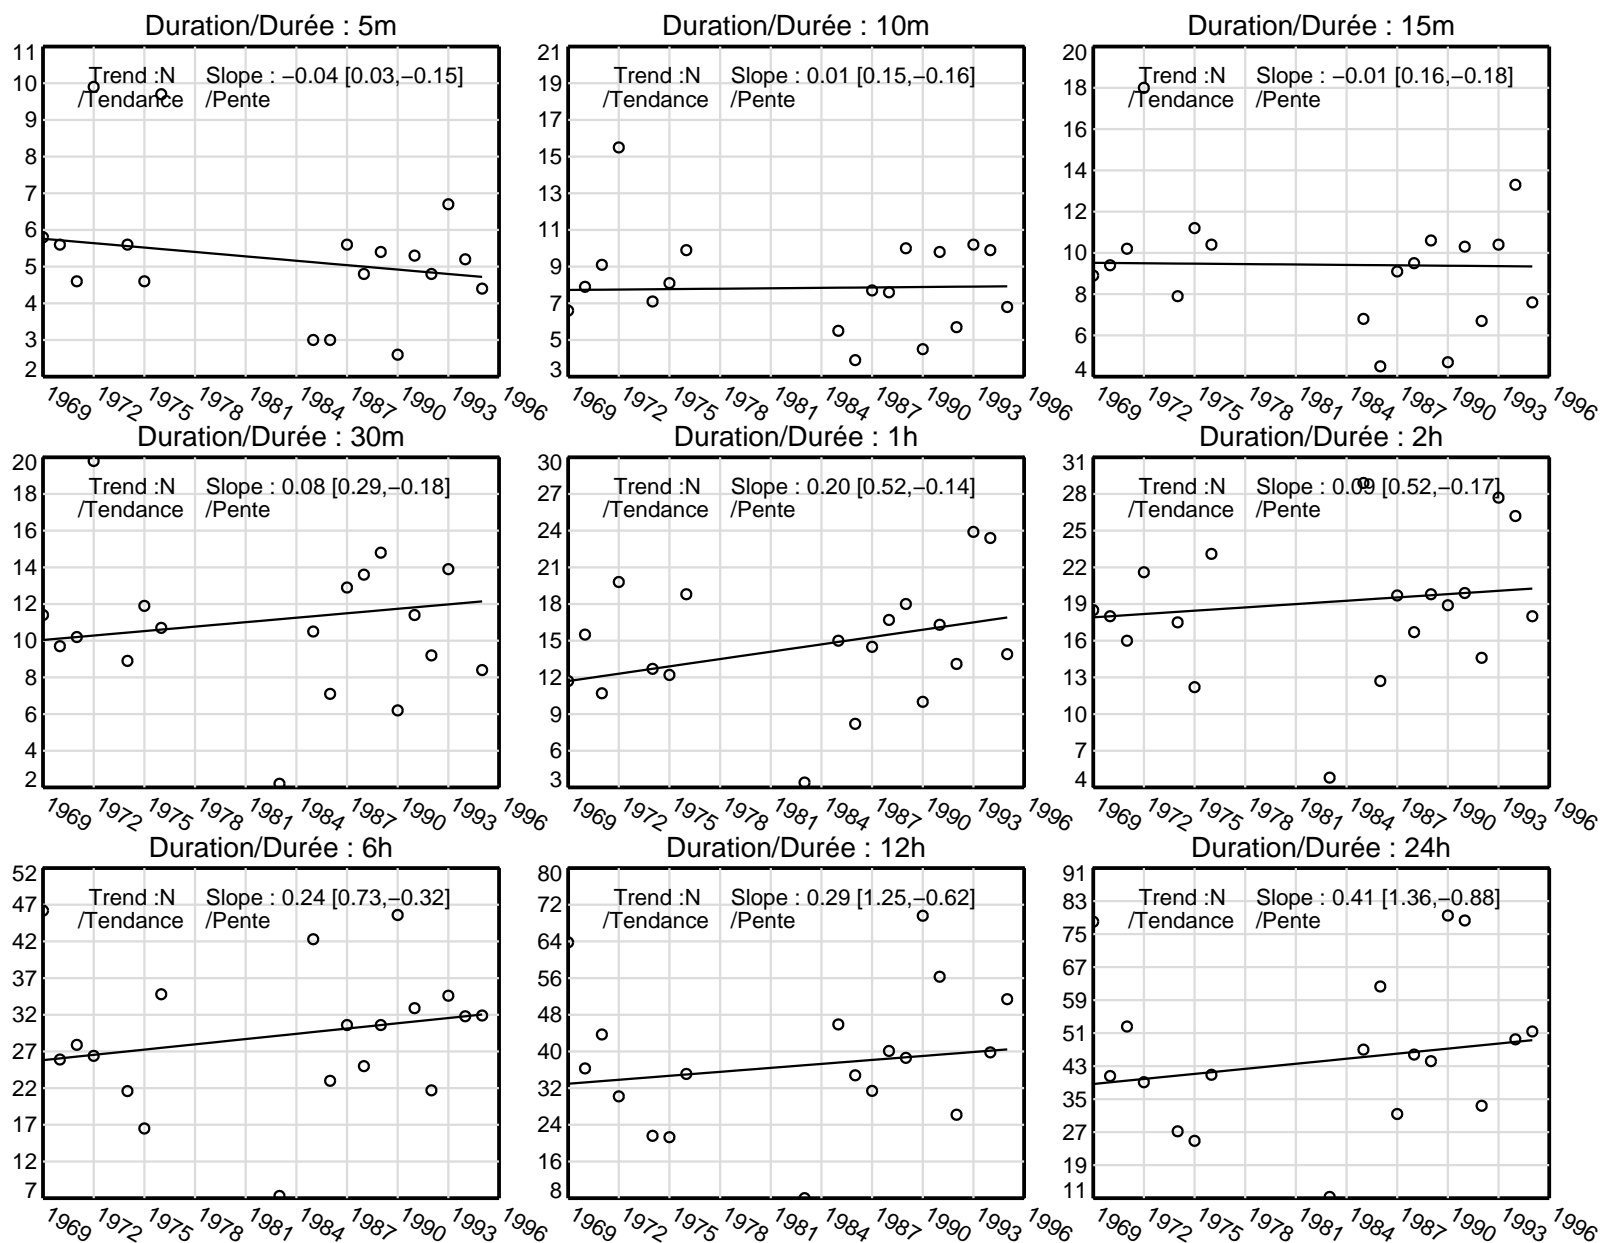 Duration/Durée : 5m
11
10
9
8
7
6
5
4
3
2
Trend :N Slope : −0.04 [0.03,−0.15]
/Tendance /Pente
1969 1972 1975 1978 1981 1984 1987 1990 1993 1996
Duration/Durée : 10m
21
19
17
15
13
11
9
7
5
3
Trend :N Slope : 0.01 [0.15,−0.16]
/Tendance /Pente
1969 1972 1975 1978 1981 1984 1987 1990 1993 1996
Duration/Durée : 15m
20
18
16
14
12
10
8
6
4
Trend :N Slope : −0.01 [0.16,−0.18]
/Tendance /Pente
1969 1972 1975 1978 1981 1984 1987 1990 1993 1996
Duration/Durée : 30m
20
18
16
14
12
10
8
6
4
2
Trend :N Slope : 0.08 [0.29,−0.18]
/Tendance /Pente
1969 1972 1975 1978 1981 1984 1987 1990 1993 1996
Duration/Durée : 1h
30
27
24
21
18
15
12
9
6
3
Trend :N Slope : 0.20 [0.52,−0.14]
/Tendance /Pente
1969 1972 1975 1978 1981 1984 1987 1990 1993 1996
Duration/Durée : 2h
31
28
25
22
19
16
13
10
7
4
Trend :N Slope : 0.09 [0.52,−0.17]
/Tendance /Pente
1969 1972 1975 1978 1981 1984 1987 1990 1993 1996
Duration/Durée : 6h
52
47
42
37
32
27
22
17
12
7
Trend :N Slope : 0.24 [0.73,−0.32]
/Tendance /Pente
1969 1972 1975 1978 1981 1984 1987 1990 1993 1996
Duration/Durée : 12h
80
72
64
56
48
40
32
24
16
8
Trend :N Slope : 0.29 [1.25,−0.62]
/Tendance /Pente
1969 1972 1975 1978 1981 1984 1987 1990 1993 1996
Duration/Durée : 24h
91
83
75
67
59
51
43
35
27
19
11
Trend :N Slope : 0.41 [1.36,−0.88]
/Tendance /Pente
1969 1972 1975 1978 1981 1984 1987 1990 1993 1996